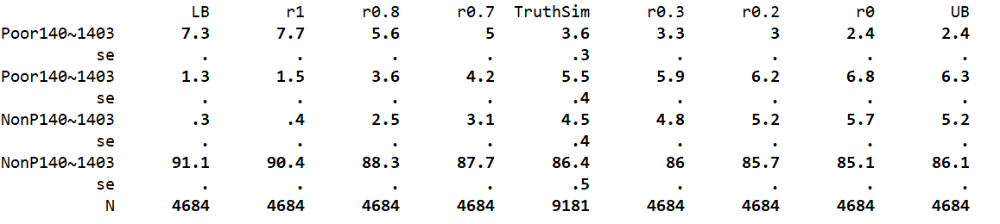 LB r1 r0.8 r0.7 TruthSim r0.3 r0.2 r0 UB
Poor140~1403 7.3 7.7 5.6 5 3.6 3.3 3 2.4 2.4
se . . . . .3 . . . .
Poor140~1403 1.3 1.5 3.6 4.2 5.5 5.9 6.2 6.8 6.3
se . . . . .4 . . . .
NonP140~1403 .3 .4 2.5 3.1 4.5 4.8 5.2 5.7 5.2
se . . . . .4 . . . .
NonP140~1403 91.1 90.4 88.3 87.7 86.4 86 85.7 85.1 86.1
se . . . . .5 . . . .
N 4684 4684 4684 4684 9181 4684 4684 4684 4684